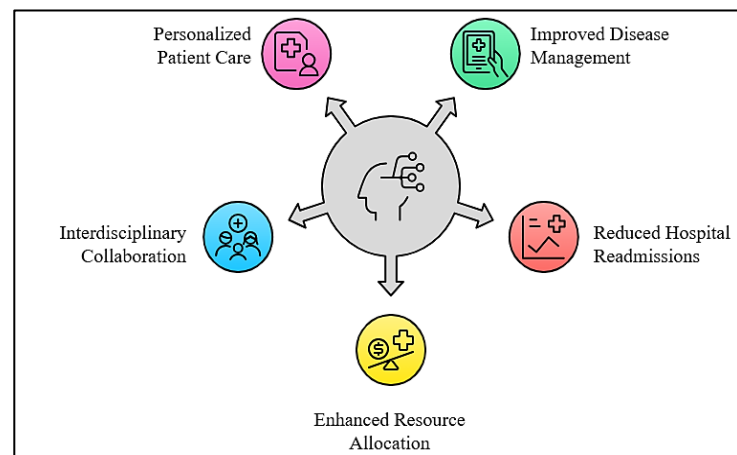 Personalized
Patient Care
Improved Disease
Management
Interdisciplinary
Collaboration
Reduced Hospital
Readmissions
$
Enhanced Resource
Allocation